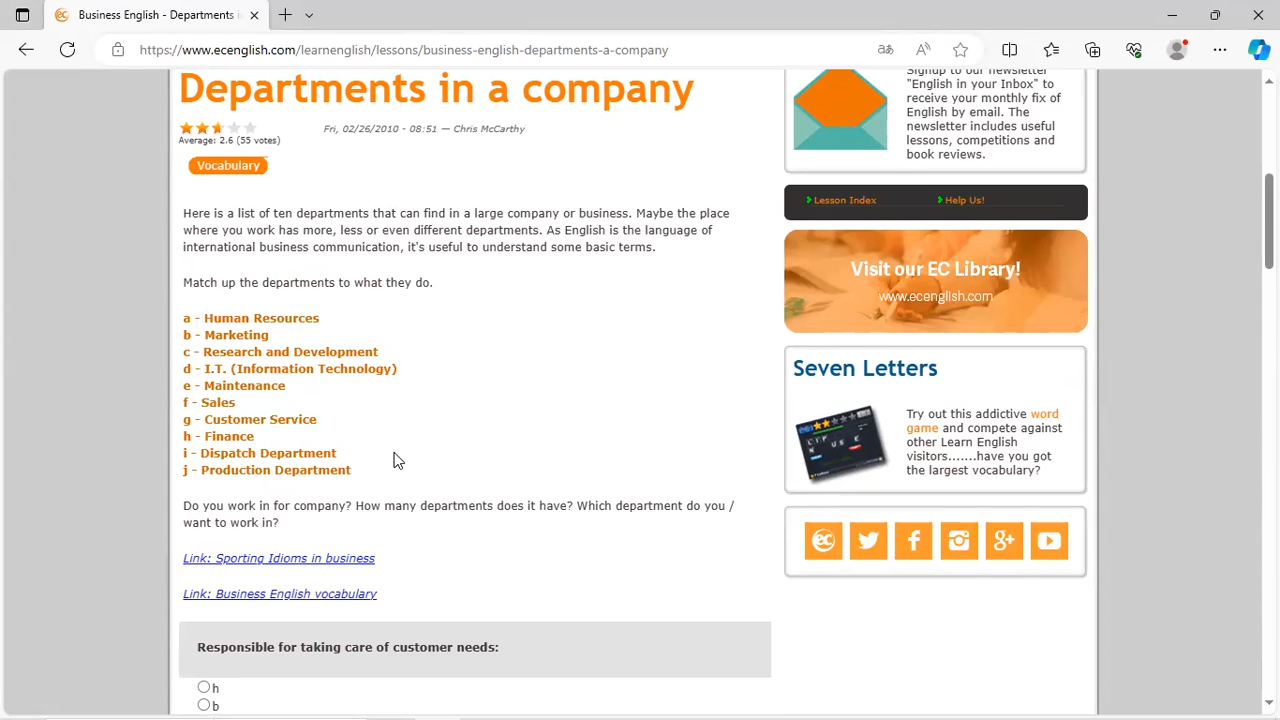 Business English - Departments in
https://www.ecenglish.com/learnenglish/lessons/business-english-departments-a-company
Departments in a company
Fri, 02/26/2010 - 08:51 — Chris McCarthy
Average: 2.6 (55 votes)
Vocabulary
Here is a list of ten departments that can find in a large company or business. Maybe the place
where you work has more, less or even different departments. As English is the language of
international business communication, it's useful to understand some basic terms.
Match up the departments to what they do.
a - Human Resources
b - Marketing
c - Research and Development
d - I.T. (Information Technology)
e - Maintenance
f - Sales
g - Customer Service
h - Finance
i - Dispatch Department
j - Production Department
Do you work in for company? How many departments does it have? Which department do you /
want to work in?
Link: Sporting Idioms in business
Link: Business English vocabulary
Responsible for taking care of customer needs:
h
b
Signup to our newsletter
"English in your Inbox" to
receive your monthly fix of
English by email. The
newsletter includes useful
lessons, competitions and
book reviews.
Lesson Index
Help Us!
Visit our EC Library!
www.ecenglish.com
Seven Letters
Try out this addictive word
game and compete against
other Learn English
visitors.......have you got
the largest vocabulary?
ec